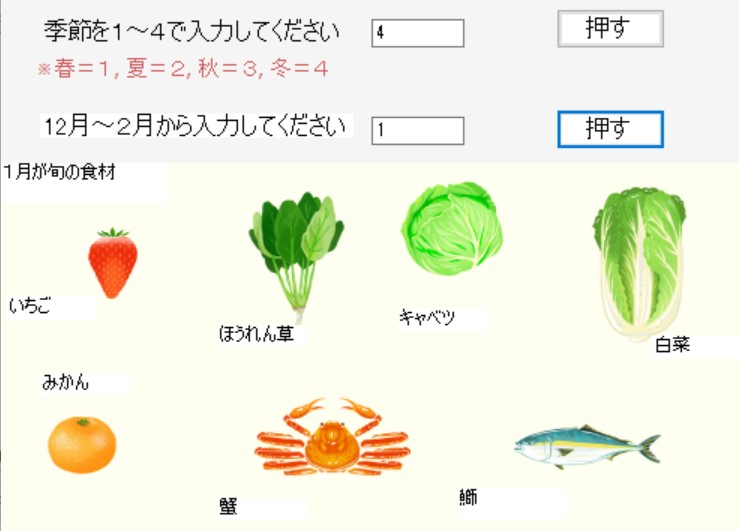 季節を1～4で入力してください
4
押す
※春＝1, 夏＝2, 秋＝3, 冬＝4
12月～2月から入力してください
1
押す
1月が旬の食材
いちご
ほうれん草
キャベツ
白菜
みかん
蟹
鰤